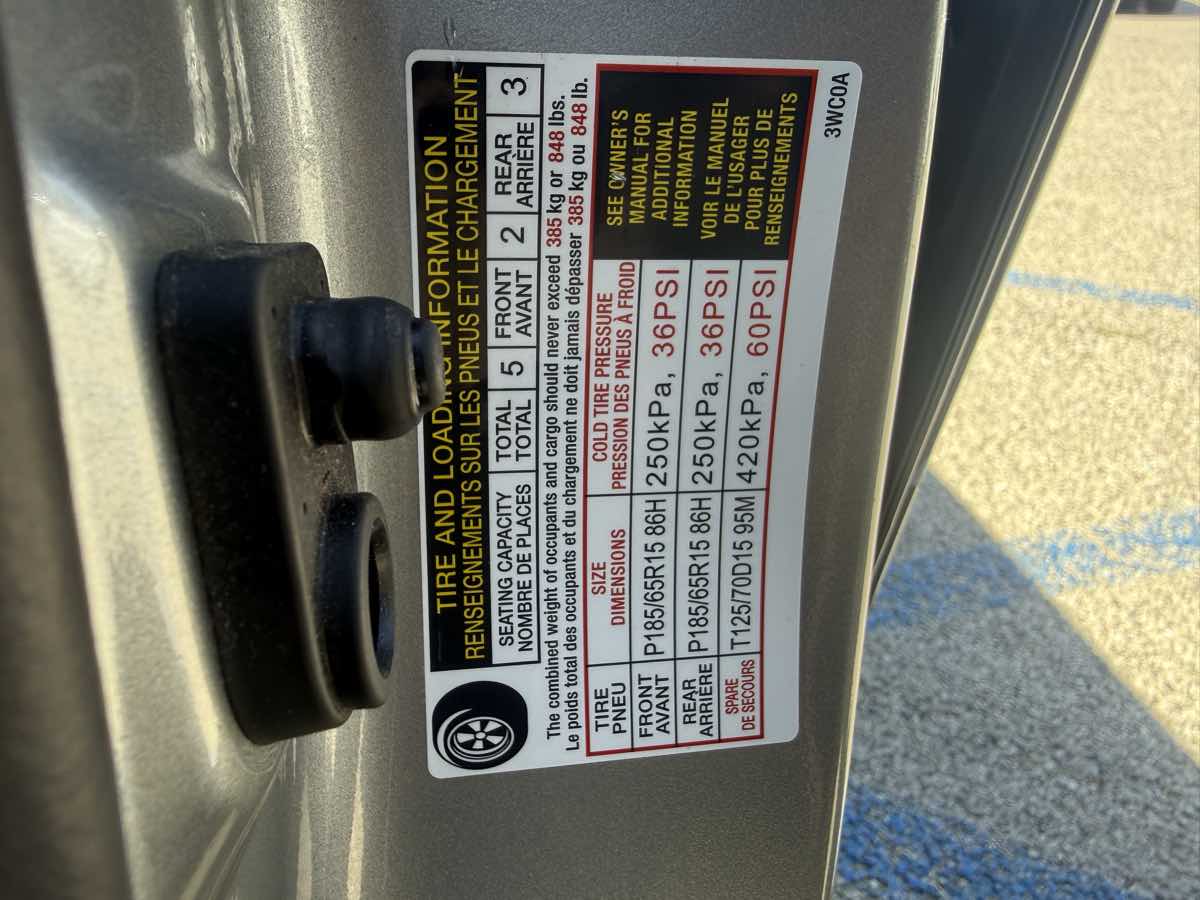 TIRE AND LOADING INFORMATION
RENSEIGNEMENTS SUR LES PNEUS ET LE CHARGEMENT
SEATING CAPACITY TOTAL 5 FRONT 2 REAR 3
NOMBRE DE PLACES TOTAL AVANT ARRIÈRE
The combined weight of occupants and cargo should never exceed 385 kg or 848 lbs.
Le poids total des occupants et du chargement ne doit jamais dépasser 385 kg ou 848 lb.
TIRE SIZE COLD TIRE PRESSURE
PNEU DIMENSIONS PRESSION DES PNEUS À FROID
FRONT
AVANT P185/65R15 86H 250kPa, 36PSI
REAR
ARRIÈRE P185/65R15 86H 250kPa, 36PSI
SPARE
DE SECOURS T125/70D15 95M 420kPa, 60PSI
SEE OWNER'S
MANUAL FOR
ADDITIONAL
INFORMATION
VOIR LE MANUEL
DE L'USAGER
POUR PLUS DE
RENSEIGNEMENTS
3WC0A